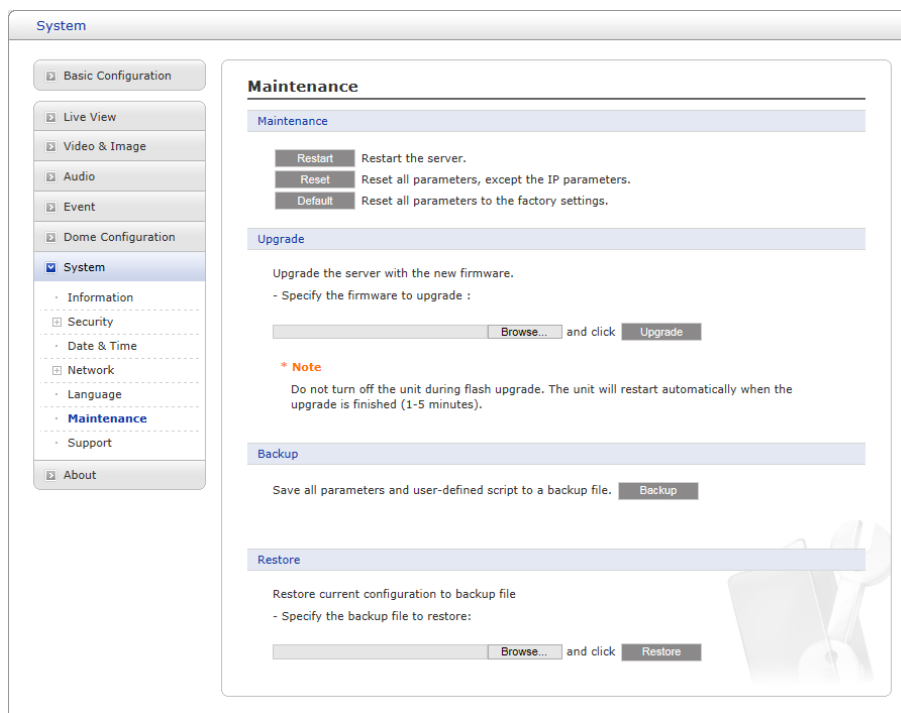 System
Basic Configuration
Live View
Video & Image
Audio
Event
Dome Configuration
System
Information
Security
Date & Time
Network
Language
Maintenance
Support
About
Maintenance
Maintenance
Restart Restart the server.
Reset Reset all parameters, except the IP parameters.
Default Reset all parameters to the factory settings.
Upgrade
Upgrade the server with the new firmware.
- Specify the firmware to upgrade :
Browse... and click Upgrade
* Note
Do not turn off the unit during flash upgrade. The unit will restart automatically when the
upgrade is finished (1-5 minutes).
Backup
Save all parameters and user-defined script to a backup file. Backup
Restore
Restore current configuration to backup file
- Specify the backup file to restore:
Browse... and click Restore